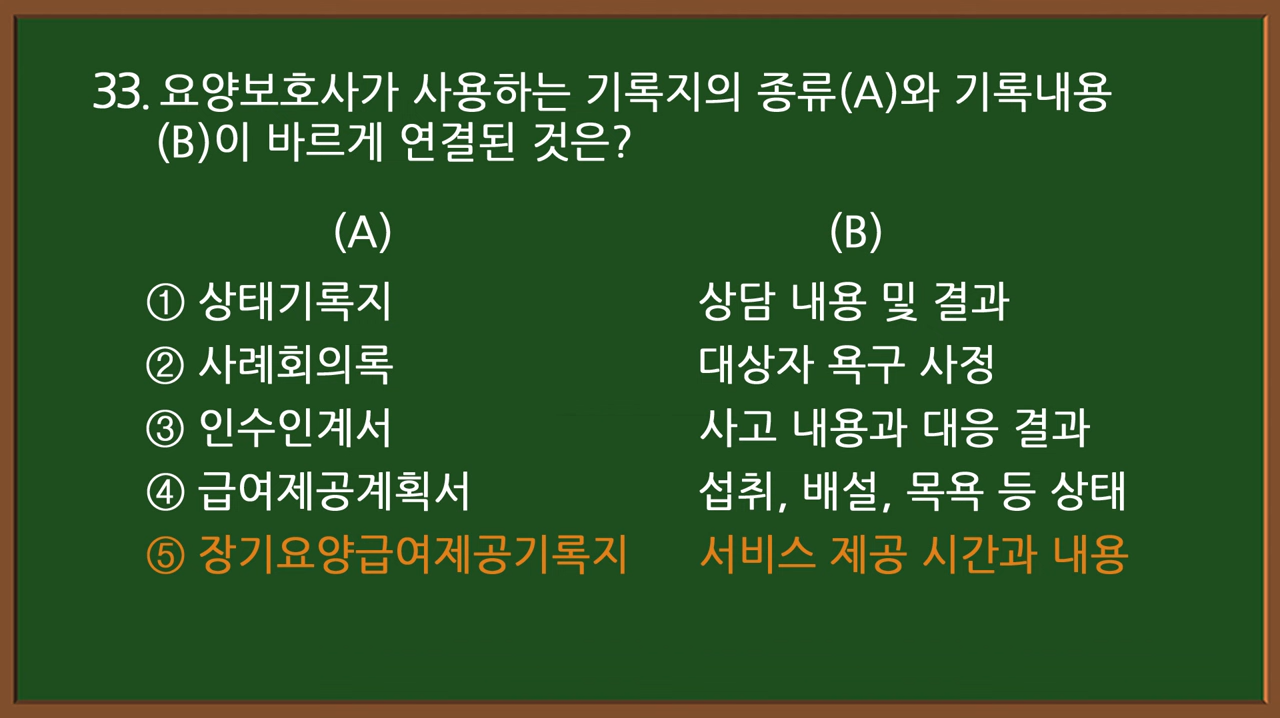 33. 요양보호사가 사용하는 기록지의 종류(A)와 기록내용
(B)이 바르게 연결된 것은?
(A) (B)
① 상태기록지 상담 내용 및 결과
② 사례회의록 대상자 욕구 사정
③ 인수인계서 사고 내용과 대응 결과
④ 급여제공계획서 섭취, 배설, 목욕 등 상태
⑤ 장기요양급여제공기록지 서비스 제공 시간과 내용